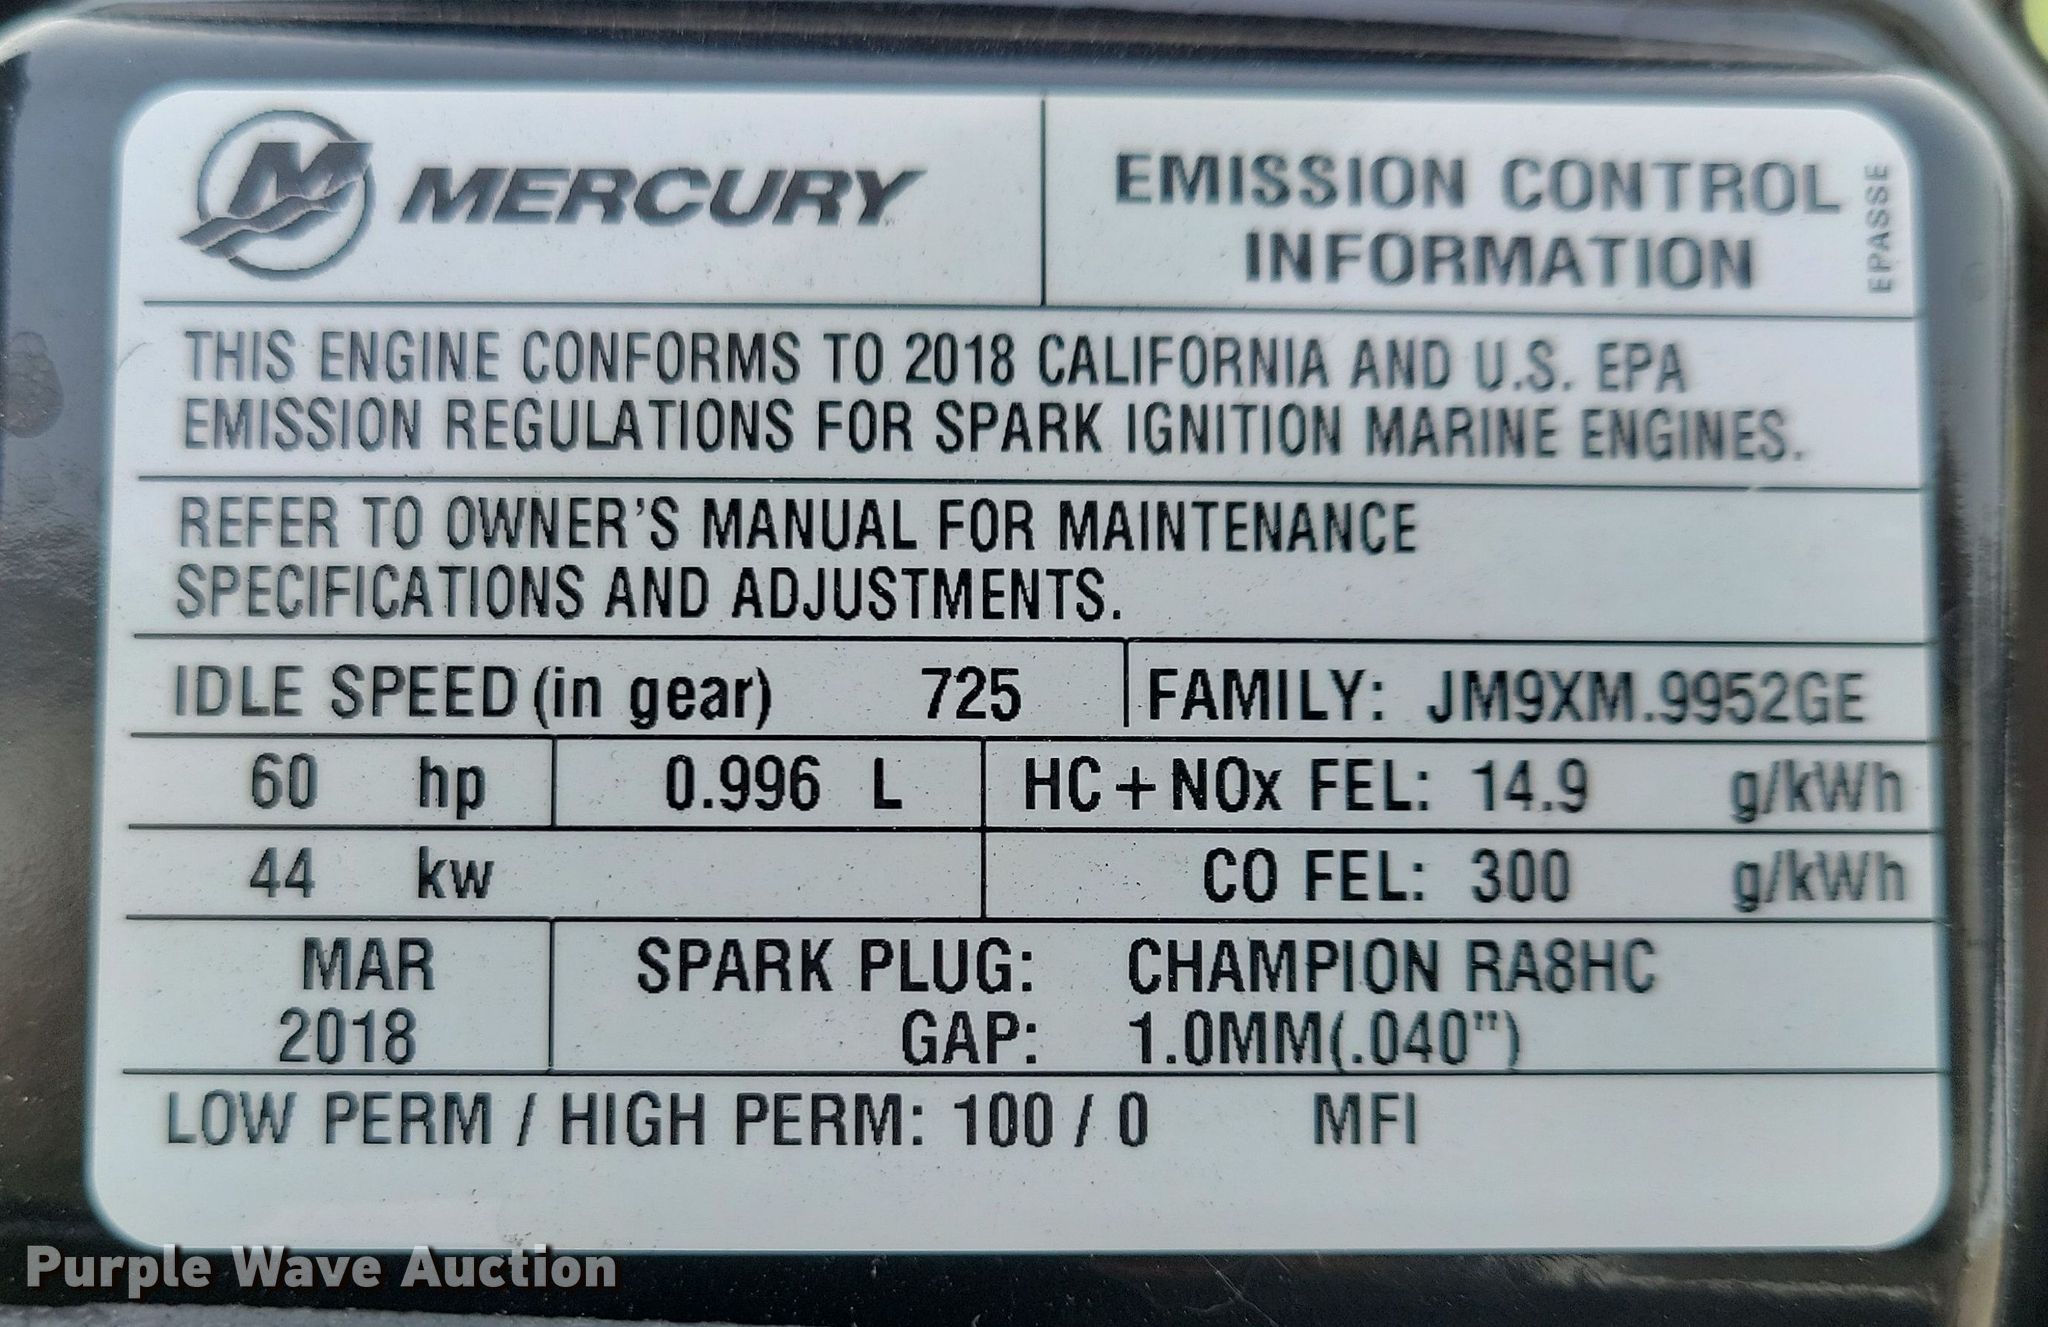 MERCURY
EMISSION CONTROL
INFORMATION
EPASSE
THIS ENGINE CONFORMS TO 2018 CALIFORNIA AND U.S. EPA
EMISSION REGULATIONS FOR SPARK IGNITION MARINE ENGINES.
REFER TO OWNER'S MANUAL FOR MAINTENANCE
SPECIFICATIONS AND ADJUSTMENTS.
IDLE SPEED (in gear) 725 FAMILY: JM9XM.9952GE
60 hp 0.996 L HC+NOx FEL: 14.9 g/kWh
44 kw CO FEL: 300 g/kWh
MAR
2018
SPARK PLUG: CHAMPION RA8HC
GAP: 1.0MM(.040")
LOW PERM / HIGH PERM: 100 / 0 MFI
Purple Wave Auction